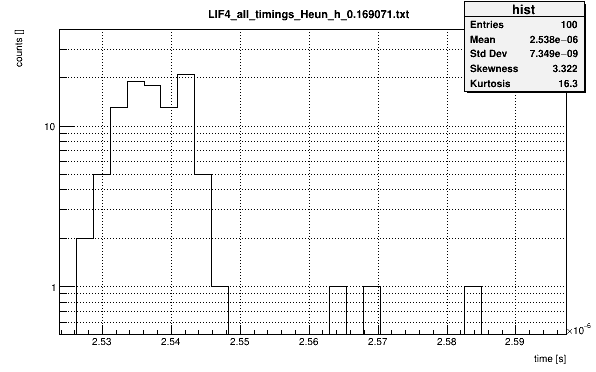 LIF4_all_timings_Heun_h_0.169071.txt
hist
Entries 100
Mean 2.538e−06
Std Dev 7.349e−09
Skewness 3.322
Kurtosis 16.3
counts []
10
1
2.53 2.54 2.55 2.56 2.57 2.58 2.59
×10⁻⁶
time [s]